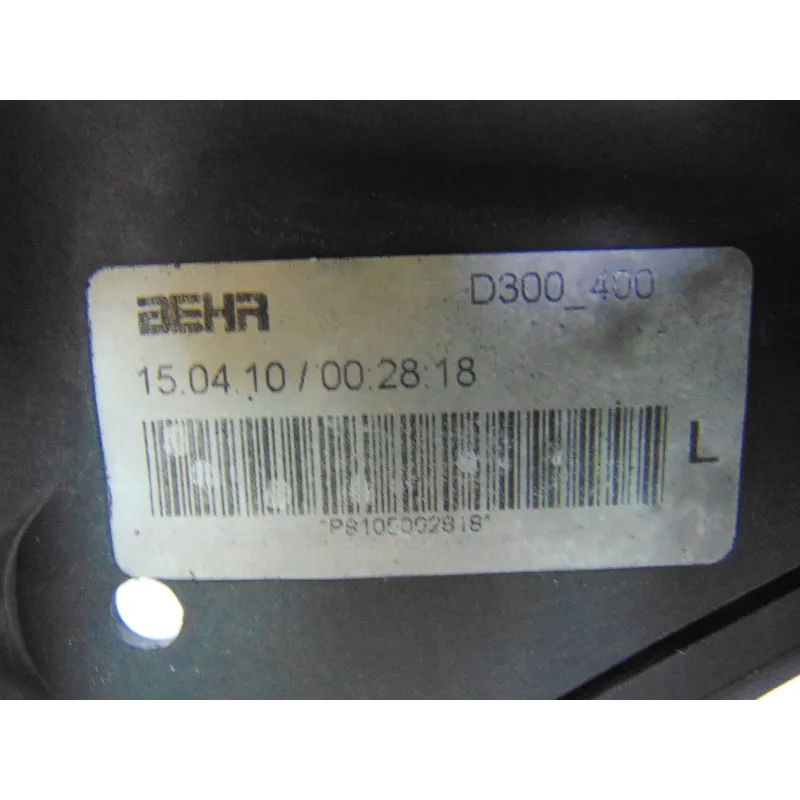 BEHR
D300_400
15.04.10 / 00:28:18
L
*P8105002818*